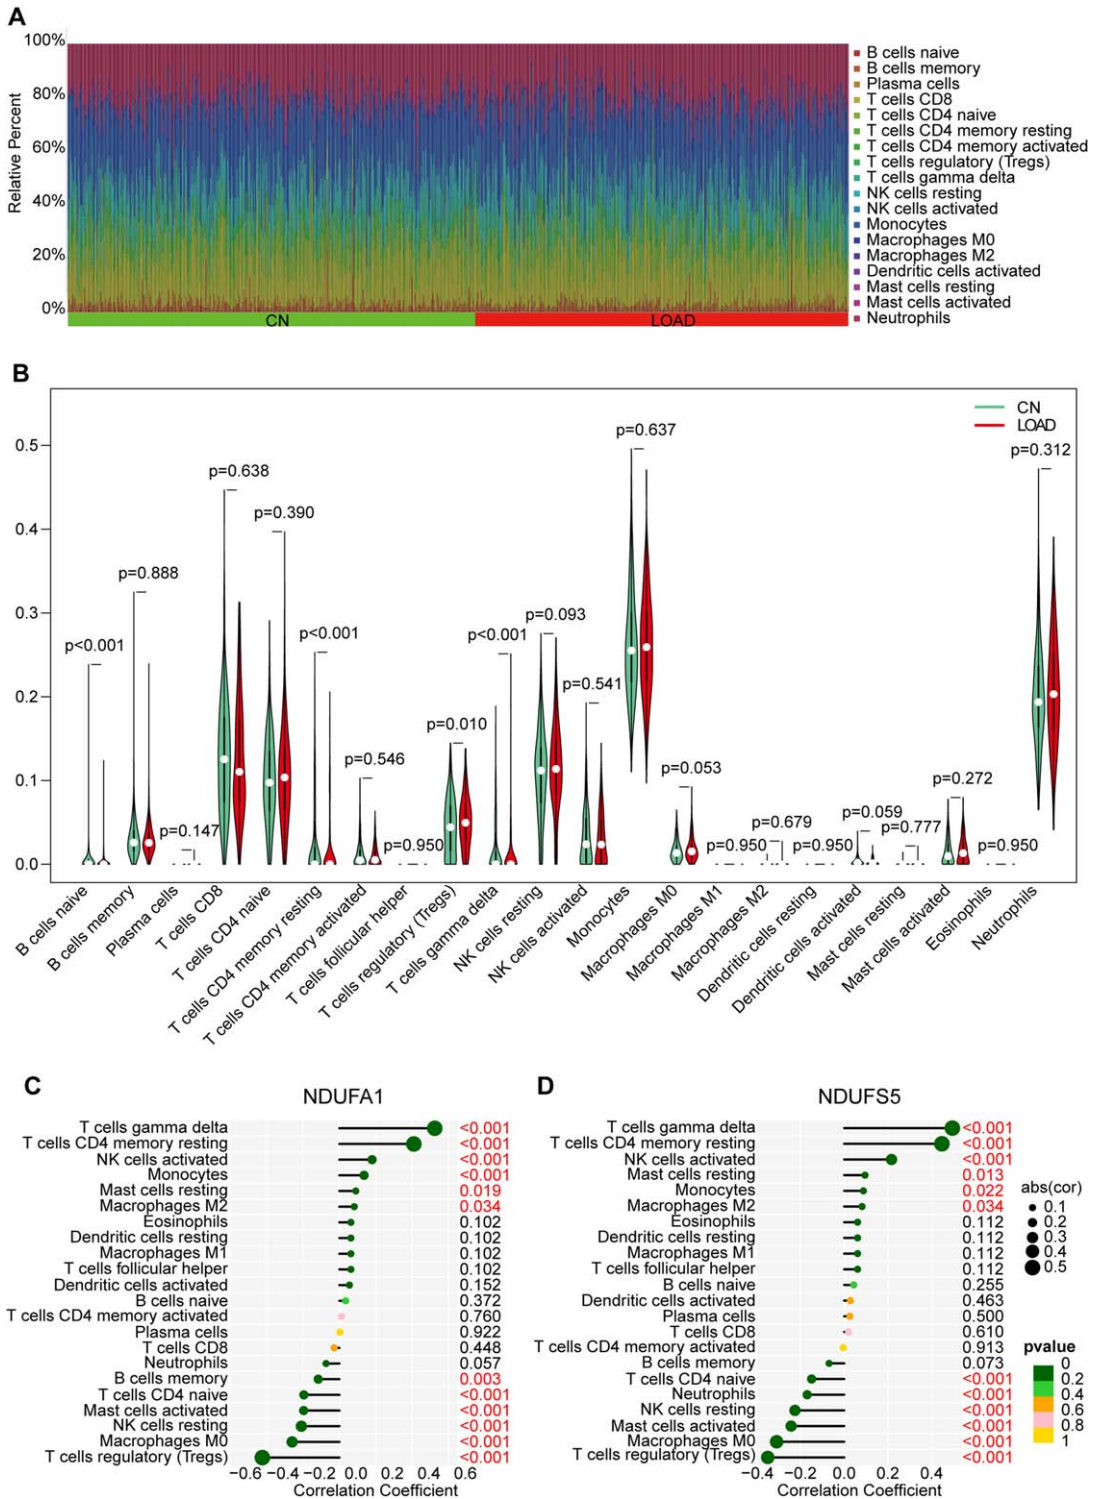 A
100%
80%
60%
40%
20%
0%
Relative Percent
CN
LOAD
B cells naive
B cells memory
Plasma cells
T cells CD8
T cells CD4 naive
T cells CD4 memory resting
T cells CD4 memory activated
T cells regulatory (Tregs)
T cells gamma delta
NK cells resting
NK cells activated
Monocytes
Macrophages M0
Macrophages M2
Dendritic cells activated
Mast cells resting
Mast cells activated
Neutrophils
B
CN
LOAD
0.5
0.4
0.3
0.2
0.1
0.0
p<0.001
p=0.888
p=0.147
p=0.638
p=0.390
p<0.001
p=0.546
p=0.950
p=0.010
p<0.001
p=0.093
p=0.541
p=0.637
p=0.053
p=0.950
p=0.679
p=0.950
p=0.059
p=0.777
p=0.272
p=0.950
p=0.312
B cells naive
B cells memory
Plasma cells
T cells CD8
T cells CD4 naive
T cells CD4 memory resting
T cells CD4 memory activated
T cells follicular helper
T cells regulatory (Tregs)
T cells gamma delta
NK cells resting
NK cells activated
Monocytes
Macrophages M0
Macrophages M1
Macrophages M2
Dendritic cells resting
Dendritic cells activated
Mast cells resting
Mast cells activated
Eosinophils
Neutrophils
C
NDUFA1
T cells gamma delta <0.001
T cells CD4 memory resting <0.001
NK cells activated <0.001
Monocytes <0.001
Mast cells resting 0.019
Macrophages M2 0.034
Eosinophils 0.102
Dendritic cells resting 0.102
Macrophages M1 0.102
T cells follicular helper 0.102
Dendritic cells activated 0.152
B cells naive 0.372
T cells CD4 memory activated 0.760
Plasma cells 0.922
T cells CD8 0.448
Neutrophils 0.057
B cells memory 0.003
T cells CD4 naive <0.001
Mast cells activated <0.001
NK cells resting <0.001
Macrophages M0 <0.001
T cells regulatory (Tregs) <0.001
−0.6 −0.4 −0.2 0.0 0.2 0.4 0.6
Correlation Coefficient
D
NDUFS5
T cells gamma delta <0.001
T cells CD4 memory resting <0.001
NK cells activated <0.001
Mast cells resting 0.013
Monocytes 0.022
Macrophages M2 0.034
Eosinophils 0.112
Dendritic cells resting 0.112
Macrophages M1 0.112
T cells follicular helper 0.112
B cells naive 0.255
Dendritic cells activated 0.463
Plasma cells 0.500
T cells CD8 0.610
T cells CD4 memory activated 0.913
B cells memory 0.073
T cells CD4 naive <0.001
Neutrophils <0.001
NK cells resting <0.001
Mast cells activated <0.001
Macrophages M0 <0.001
T cells regulatory (Tregs) <0.001
−0.4 −0.2 0.0 0.2 0.4
Correlation Coefficient
abs(cor)
0.1
0.2
0.3
0.4
0.5
pvalue
0
0.2
0.4
0.6
0.8
1